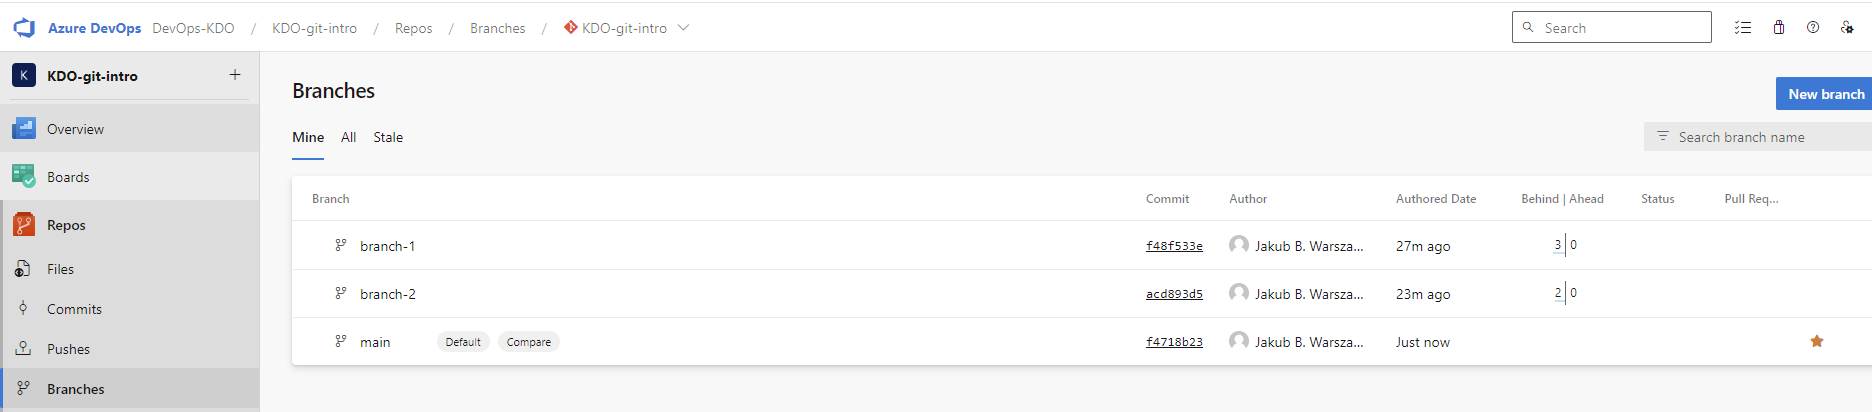 Azure DevOps DevOps-KDO / KDO-git-intro / Repos / Branches / KDO-git-intro Search
K KDO-git-intro +
Overview
Boards
Repos
Files
Commits
Pushes
Branches
Branches
New branch
Mine All Stale
Search branch name
Branch Commit Author Authored Date Behind | Ahead Status Pull Req...
branch-1 f48f533e Jakub B. Warsza... 27m ago 3 | 0
branch-2 acd893d5 Jakub B. Warsza... 23m ago 2 | 0
main Default Compare f4718b23 Jakub B. Warsza... Just now